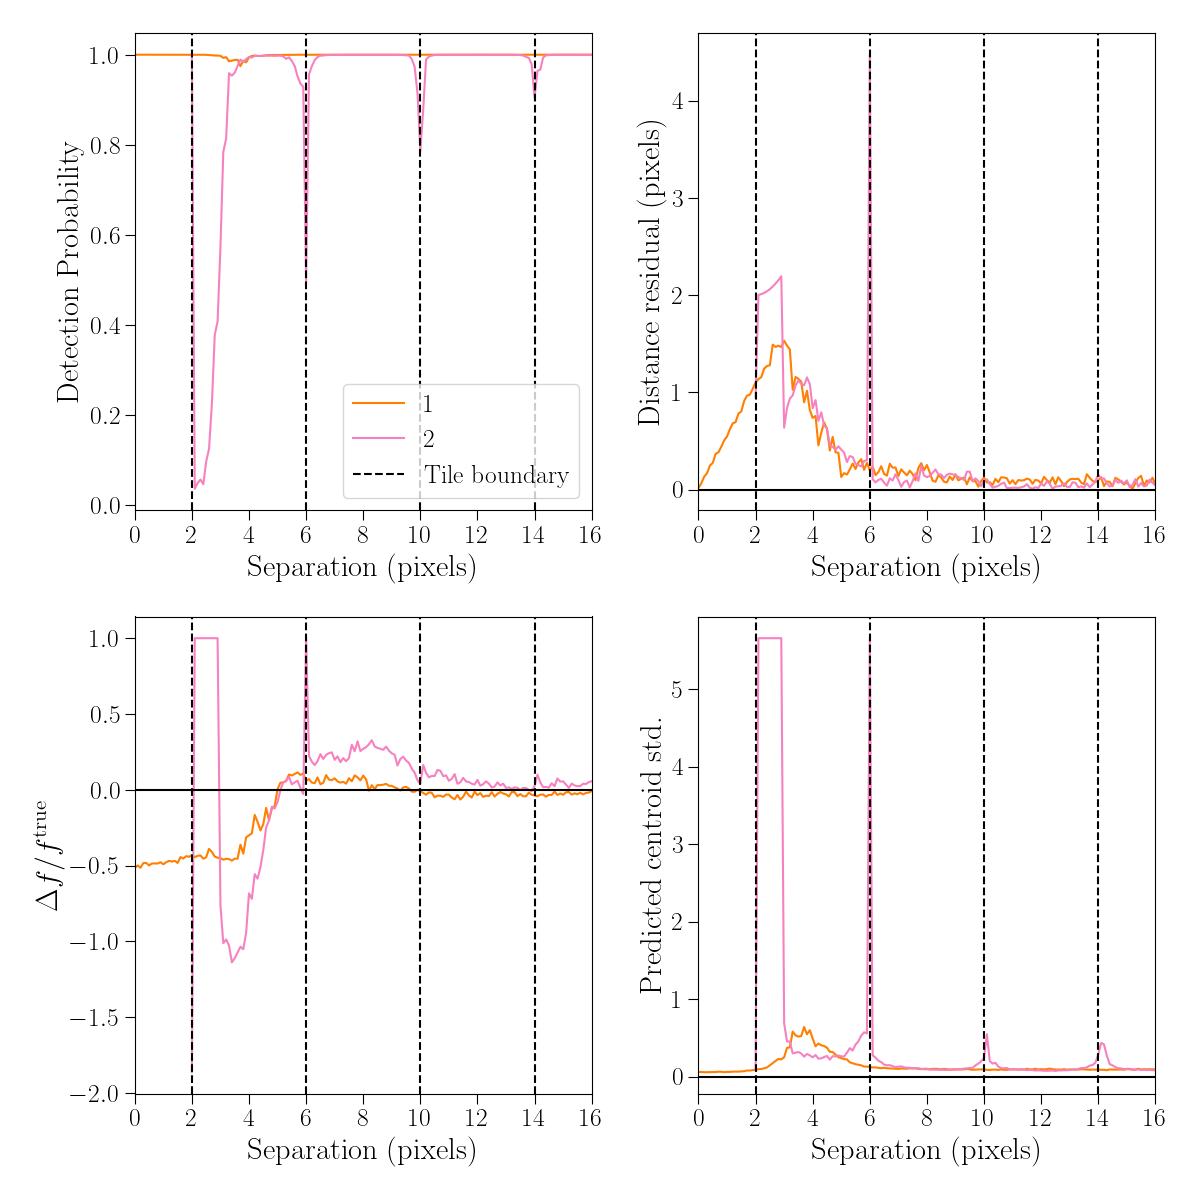 Detection Probability
1.0
0.8
0.6
0.4
0.2
0.0
1
2
Tile boundary
0 2 4 6 8 10 12 14 16
Separation (pixels)
Distance residual (pixels)
4
3
2
1
0
0 2 4 6 8 10 12 14 16
Separation (pixels)
Δf/f^true
1.0
0.5
0.0
−0.5
−1.0
−1.5
−2.0
0 2 4 6 8 10 12 14 16
Separation (pixels)
Predicted centroid std.
5
4
3
2
1
0
0 2 4 6 8 10 12 14 16
Separation (pixels)